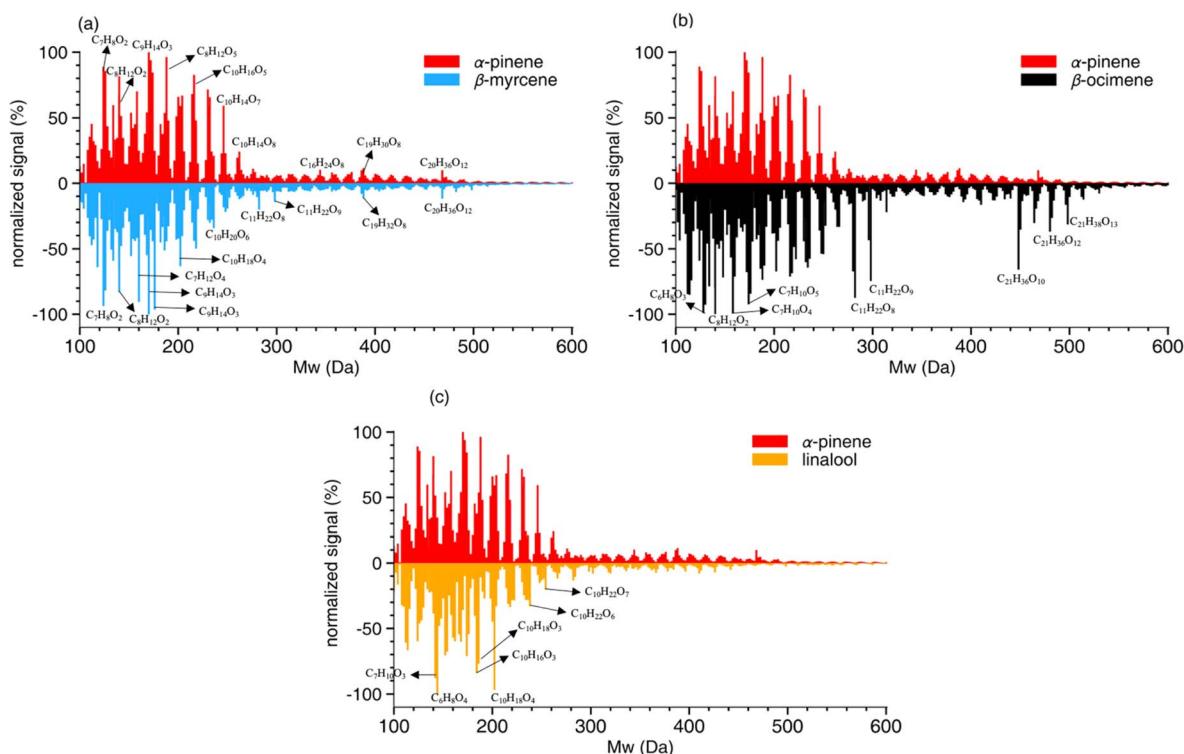 (a)
C7H8O2
C9H14O3
C8H12O5
C8H12O2
C10H16O5
C10H14O7
C10H14O8
C16H24O8
C19H30O8
C20H36O12
α-pinene
β-myrcene
normalized signal (%)
100
50
0
-50
-100
C11H22O8
C11H22O9
C19H32O8
C20H36O12
C10H20O6
C10H18O4
C7H12O4
C9H14O3
C9H14O3
C7H8O2
C8H12O2
100 200 300 400 500 600
Mw (Da)
(b)
α-pinene
β-ocimene
normalized signal (%)
100
50
0
-50
-100
C21H38O13
C21H36O12
C21H36O10
C11H22O9
C11H22O8
C6H8O3
C7H10O5
C7H10O4
C8H12O2
100 200 300 400 500 600
Mw (Da)
(c)
α-pinene
linalool
normalized signal (%)
100
50
0
-50
-100
C10H22O7
C10H22O6
C10H18O3
C10H16O3
C7H10O3
C6H8O4
C10H18O4
100 200 300 400 500 600
Mw (Da)